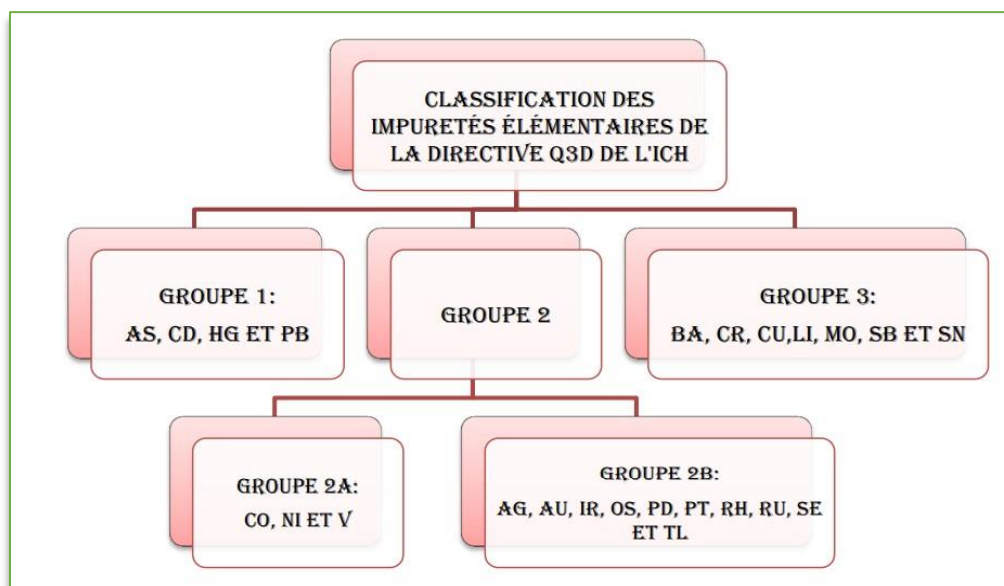 CLASSIFICATION DES
IMPURETÉS ÉLÉMENTAIRES DE
LA DIRECTIVE Q3D DE L'ICH
GROUPE 1:
AS, CD, HG ET PB
GROUPE 2
GROUPE 3:
BA, CR, CU,LI, MO, SB ET SN
GROUPE 2A:
CO, NI ET V
GROUPE 2B:
AG, AU, IR, OS, PD, PT, RH, RU, SE
ET TL